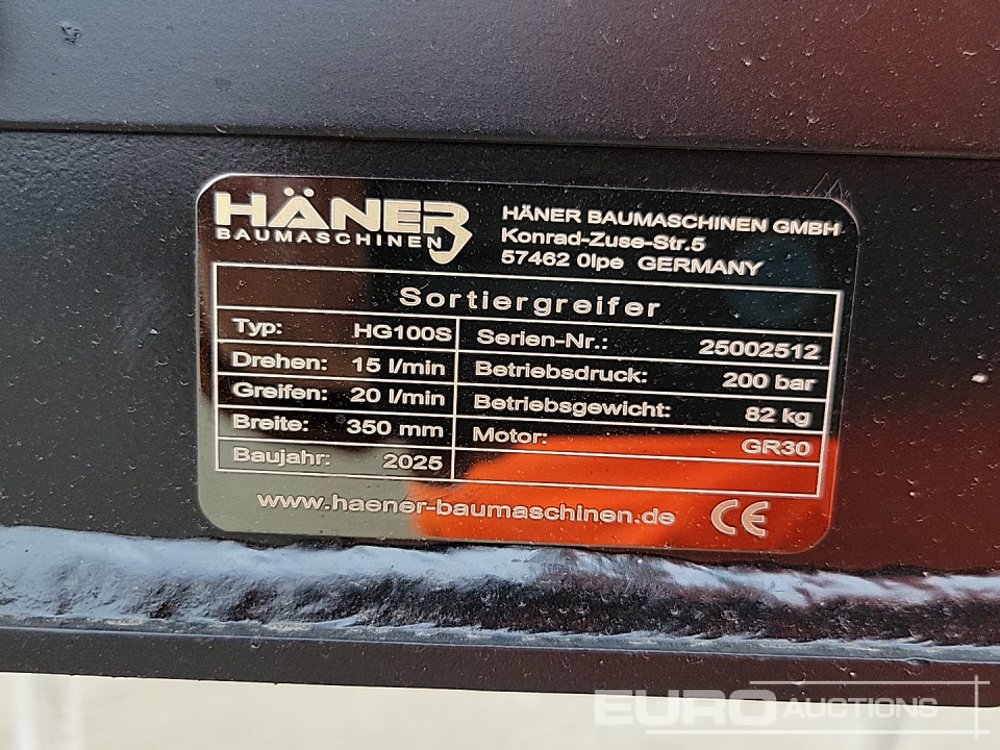 HÄNER
BAUMASCHINEN
HÄNER BAUMASCHINEN GMBH
Konrad-Zuse-Str.5
57462 Olpe GERMANY
Sortiergreifer
Typ: HG100S
Serien-Nr.: 25002512
Drehen: 15 l/min
Betriebsdruck: 200 bar
Greifen: 20 l/min
Betriebsgewicht: 82 kg
Breite: 350 mm
Motor: GR30
Baujahr: 2025
www.haener-baumaschinen.de
CE
EURO AUCTIONS